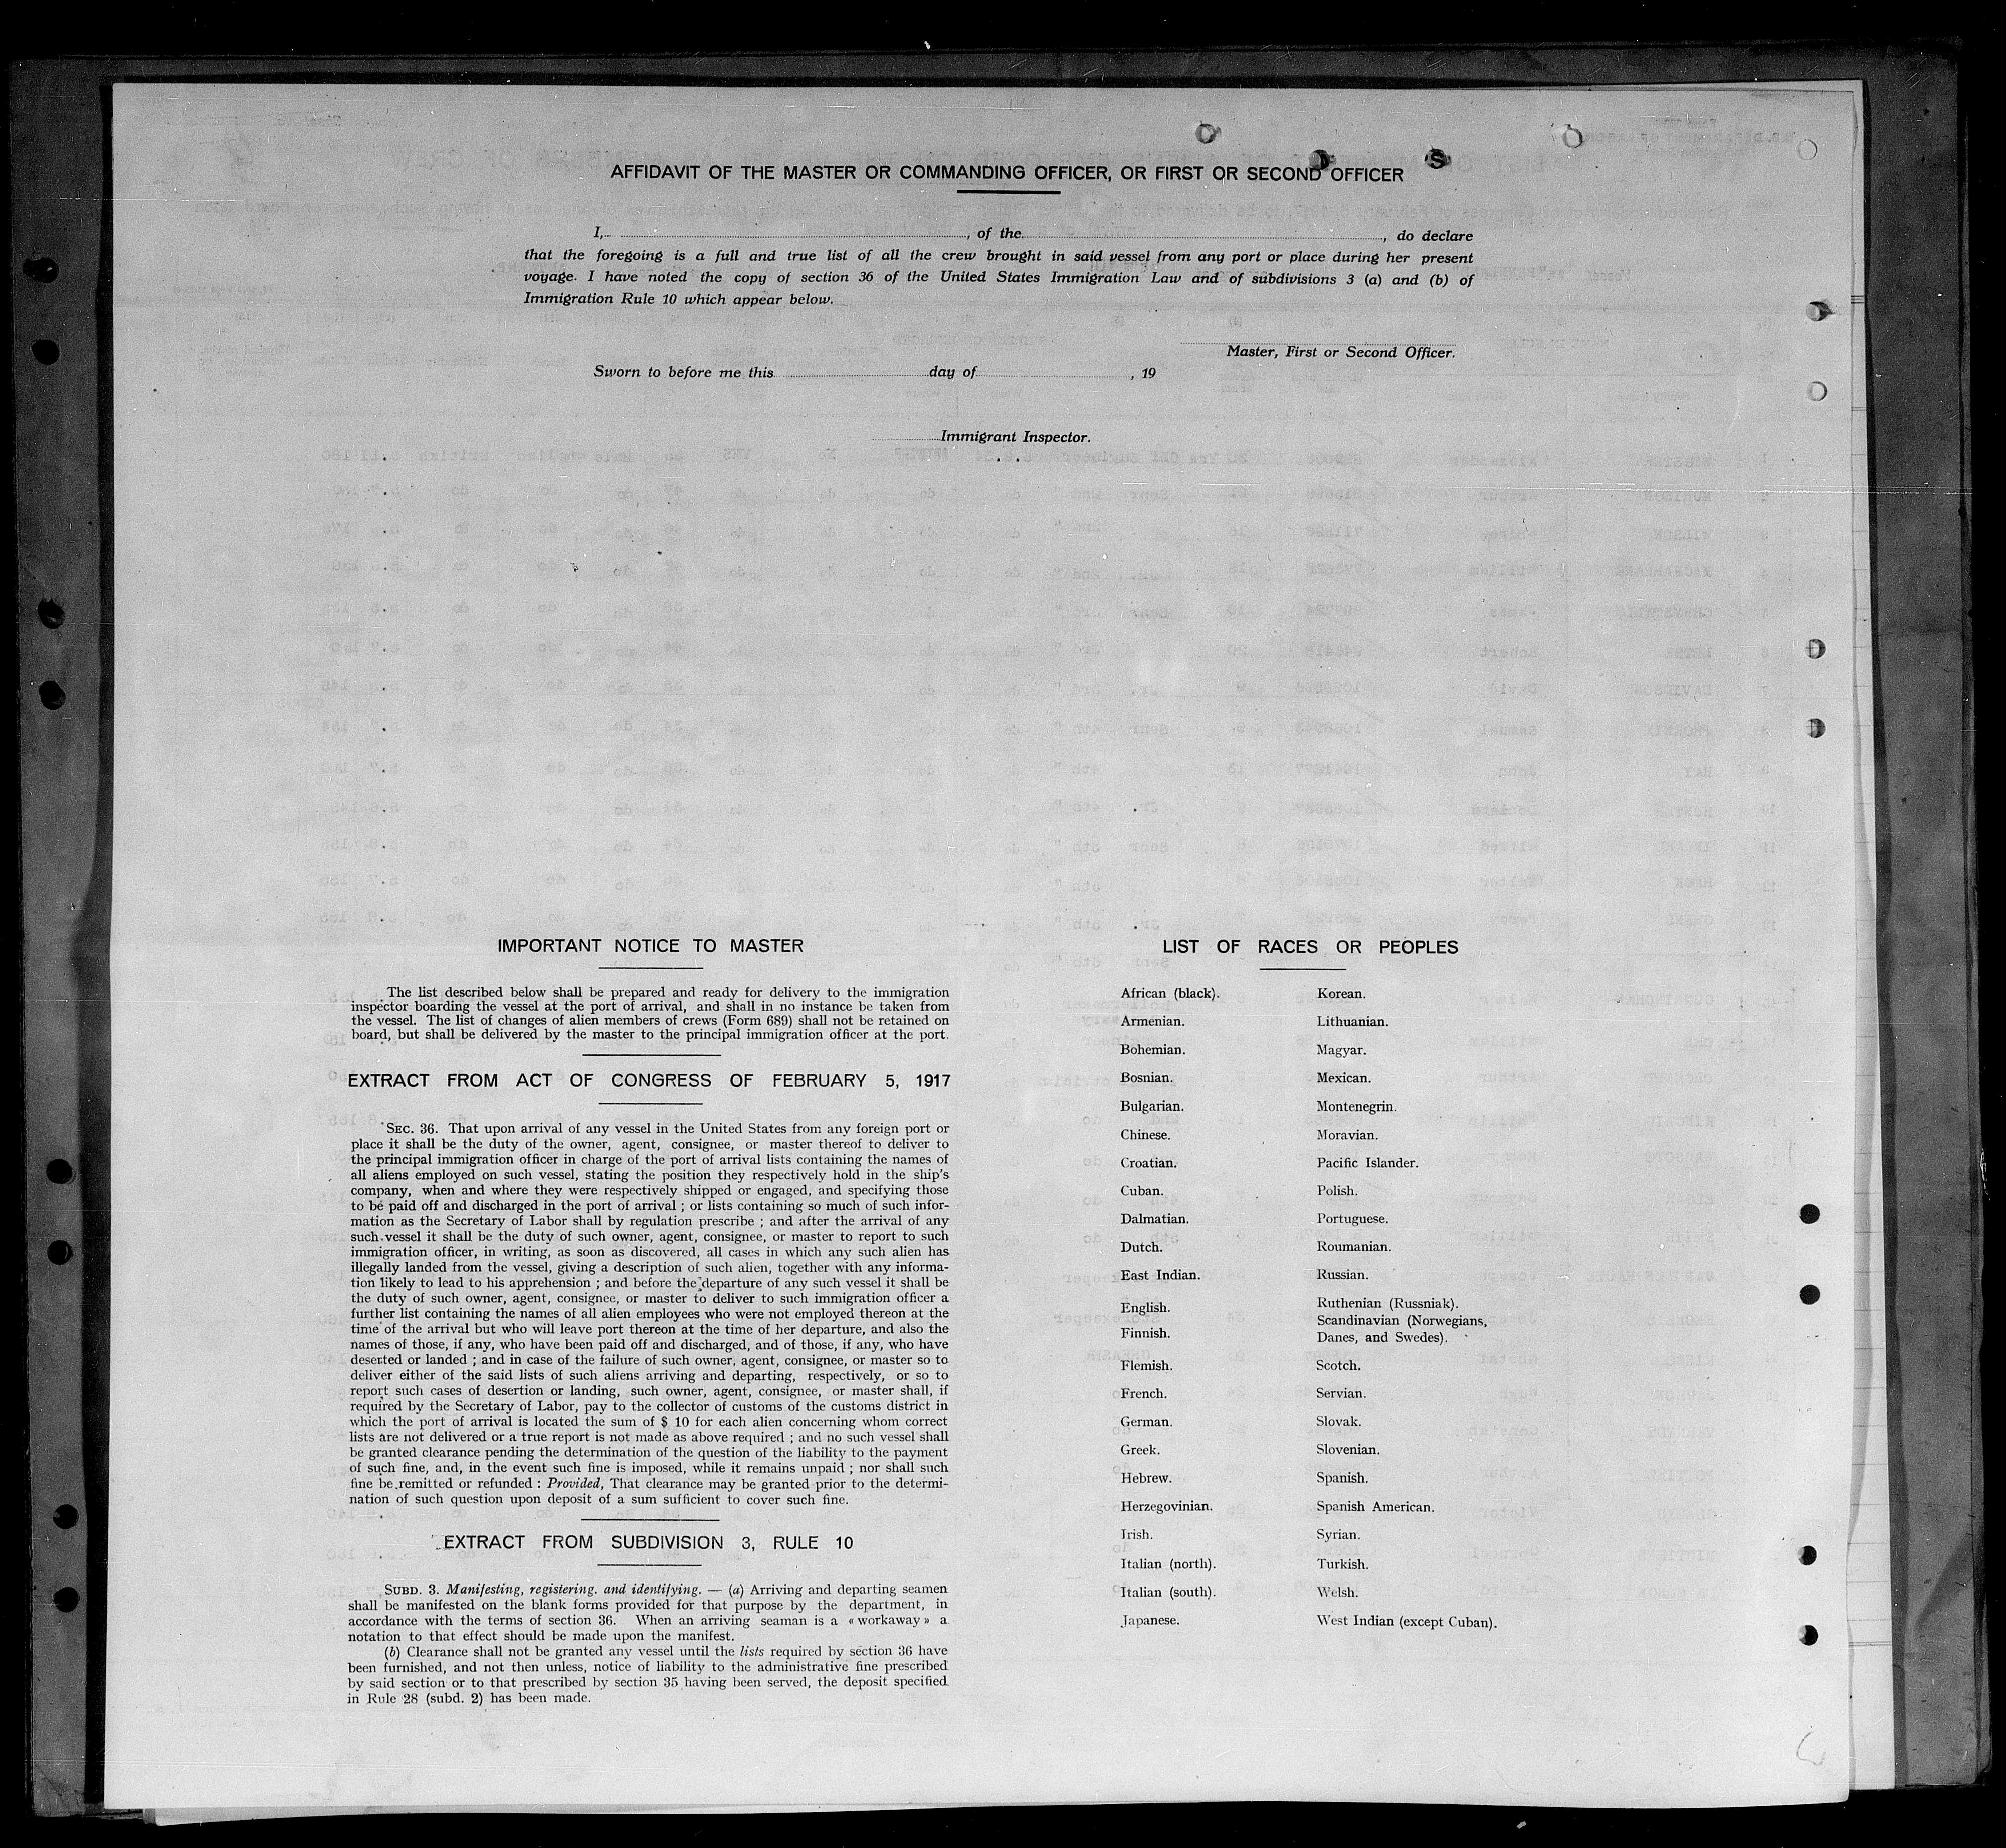 AFFIDAVIT OF THE MASTER OR COMMANDING OFFICER, OR FIRST OR SECOND OFFICER
I, , of the , do declare
that the foregoing is a full and true list of all the crew brought in said vessel from any port or place during her present
voyage. I have noted the copy of section 36 of the United States Immigration Law and of subdivisions 3 (a) and (b) of
Immigration Rule 10 which appear below.
Master, First or Second Officer.
Sworn to before me this day of , 19
Immigrant Inspector.
IMPORTANT NOTICE TO MASTER
The list described below shall be prepared and ready for delivery to the immigration
inspector boarding the vessel at the port of arrival, and shall in no instance be taken from
the vessel. The list of changes of alien members of crews (Form 689) shall not be retained on
board, but shall be delivered by the master to the principal immigration officer at the port.
EXTRACT FROM ACT OF CONGRESS OF FEBRUARY 5, 1917
SEC. 36. That upon arrival of any vessel in the United States from any foreign port or
place it shall be the duty of the owner, agent, consignee, or master thereof to deliver to
the principal immigration officer in charge of the port of arrival lists containing the names of
all aliens employed on such vessel, stating the position they respectively hold in the ship's
company, when and where they were respectively shipped or engaged, and specifying those
to be paid off and discharged in the port of arrival ; or lists containing so much of such infor-
mation as the Secretary of Labor shall by regulation prescribe ; and after the arrival of any
such vessel it shall be the duty of such owner, agent, consignee, or master to report to such
immigration officer, in writing, as soon as discovered, all cases in which any such alien has
illegally landed from the vessel, giving a description of such alien, together with any informa-
tion likely to lead to his apprehension ; and before the departure of any such vessel it shall be
the duty of such owner, agent, consignee, or master to deliver to such immigration officer a
further list containing the names of all alien employees who were not employed thereon at the
time of the arrival but who will leave port thereon at the time of her departure, and also the
names of those, if any, who have been paid off and discharged, and of those, if any, who have
deserted or landed ; and in case of the failure of such owner, agent, consignee, or master so to
deliver either of the said lists of such aliens arriving and departing, respectively, or so to
report such cases of desertion or landing, such owner, agent, consignee, or master shall, if
required by the Secretary of Labor, pay to the collector of customs of the customs district in
which the port of arrival is located the sum of $ 10 for each alien concerning whom correct
lists are not delivered or a true report is not made as above required ; and no such vessel shall
be granted clearance pending the determination of the question of the liability to the payment
of such fine, and, in the event such fine is imposed, while it remains unpaid ; nor shall such
fine be remitted or refunded : Provided, That clearance may be granted prior to the determi-
nation of such question upon deposit of a sum sufficient to cover such fine.
EXTRACT FROM SUBDIVISION 3, RULE 10
SUBD. 3. Manifesting, registering. and identifying. — (a) Arriving and departing seamen
shall be manifested on the blank forms provided for that purpose by the department, in
accordance with the terms of section 36. When an arriving seaman is a « workaway » a
notation to that effect should be made upon the manifest.
(b) Clearance shall not be granted any vessel until the lists required by section 36 have
been furnished, and not then unless, notice of liability to the administrative fine prescribed
by said section or to that prescribed by section 35 having been served, the deposit specified
in Rule 28 (subd. 2) has been made.
LIST OF RACES OR PEOPLES
African (black).
Armenian.
Bohemian.
Bosnian.
Bulgarian.
Chinese.
Croatian.
Cuban.
Dalmatian.
Dutch.
East Indian.
English.
Finnish.
Flemish.
French.
German.
Greek.
Hebrew.
Herzegovinian.
Irish.
Italian (north).
Italian (south).
Japanese.
Korean.
Lithuanian.
Magyar.
Mexican.
Montenegrin.
Moravian.
Pacific Islander.
Polish.
Portuguese.
Roumanian.
Russian.
Ruthenian (Russniak).
Scandinavian (Norwegians,
Danes, and Swedes).
Scotch.
Servian.
Slovak.
Slovenian.
Spanish.
Spanish American.
Syrian.
Turkish.
Welsh.
West Indian (except Cuban).